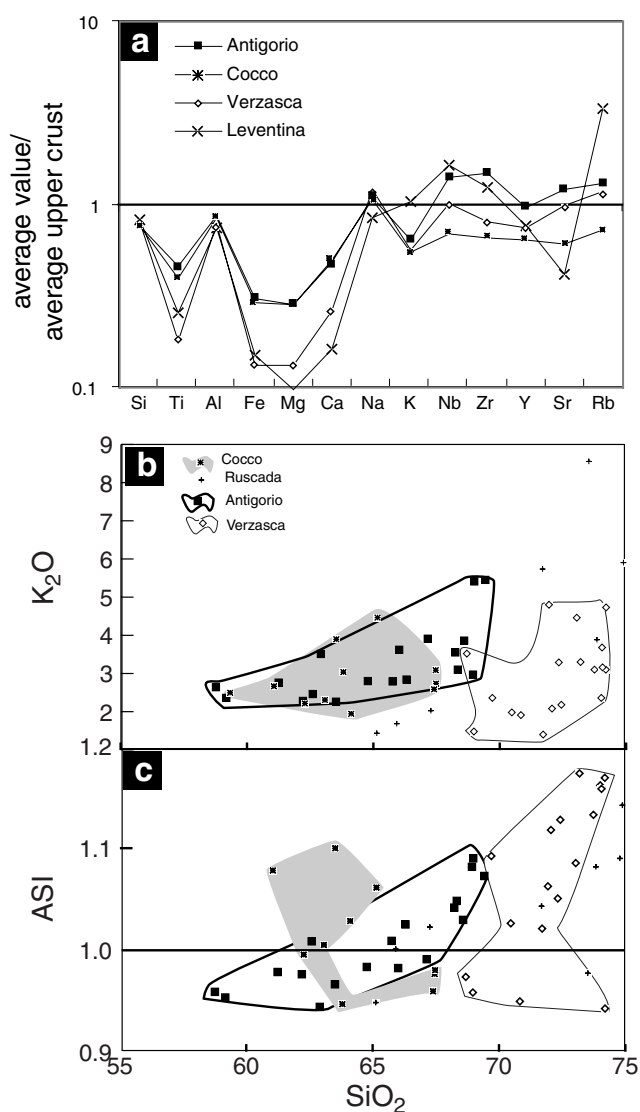 a
10
1
0.1
average value/
average upper crust
Antigorio
Cocco
Verzasca
Leventina
Si Ti Al Fe Mg Ca Na K Nb Zr Y Sr Rb
b
9
8
7
6
5
4
3
2
1.2
K2O
Cocco
Ruscada
Antigorio
Verzasca
c
1.10
1.0
0.9
ASI
55 60 65 70 75
SiO2